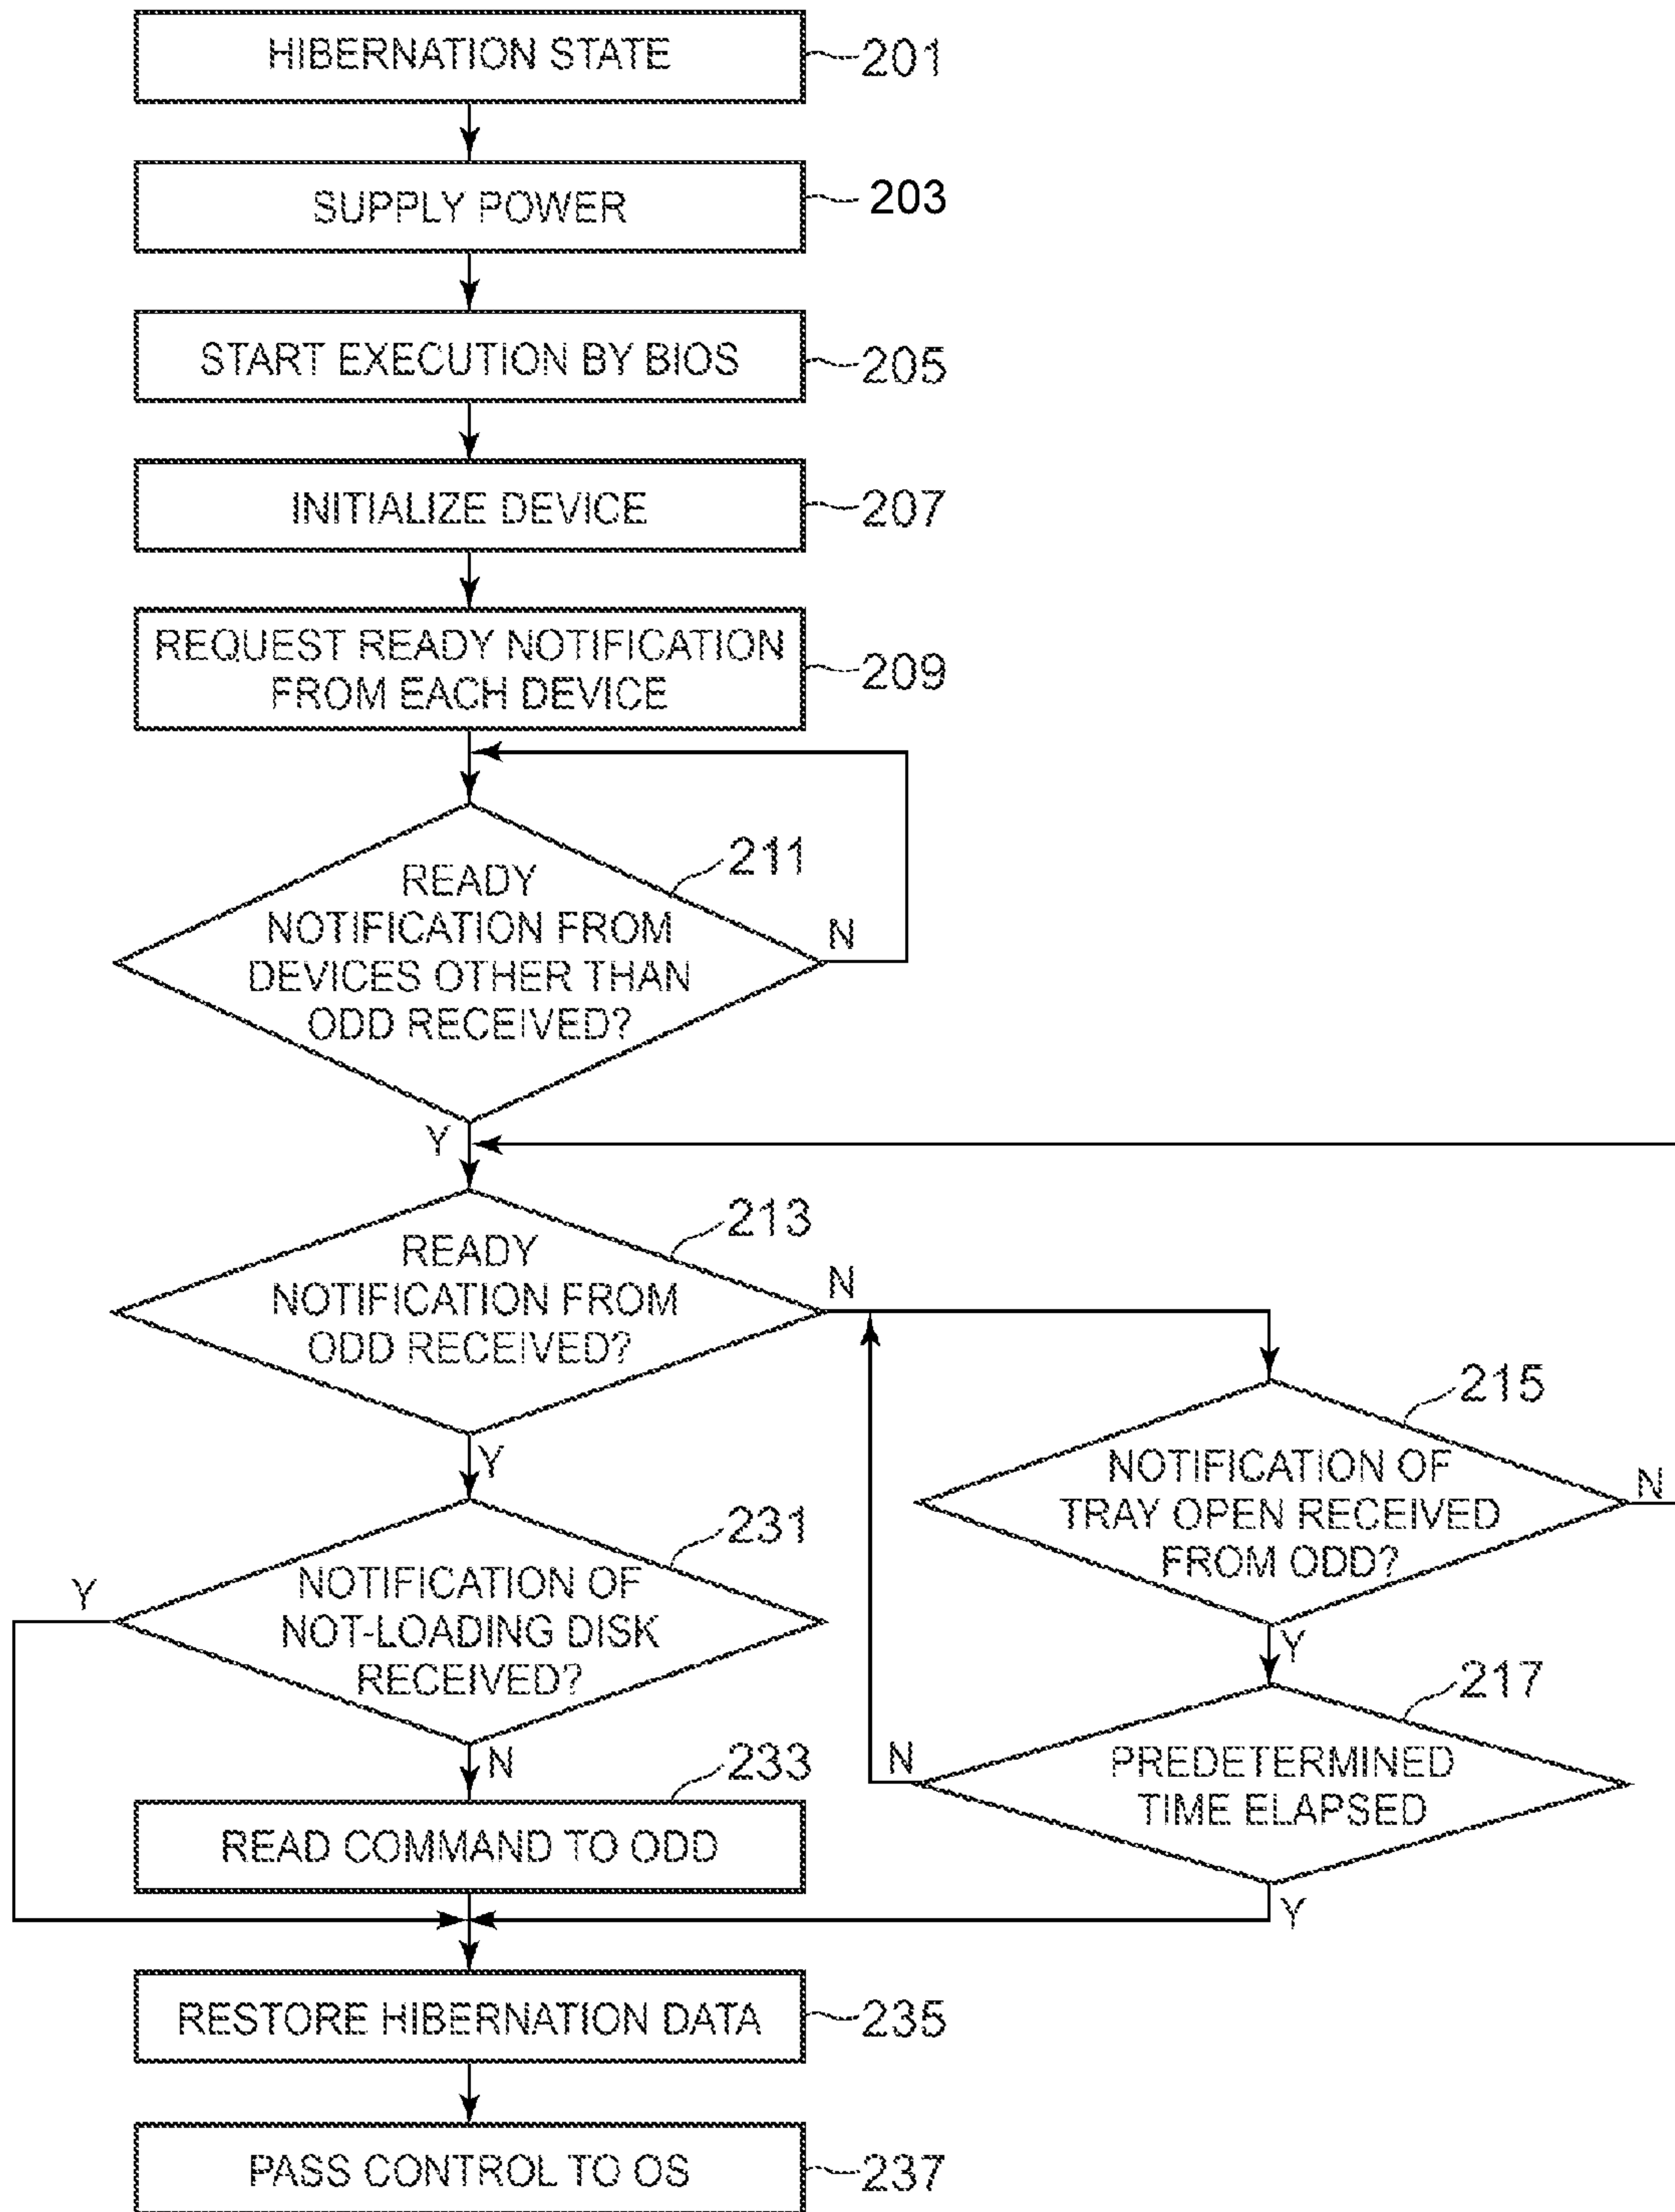 HIBERNATION STATE
201
SUPPLY POWER
203
START EXECUTION BY BIOS
205
INITIALIZE DEVICE
207
REQUEST READY NOTIFICATION
FROM EACH DEVICE
209
211
READY
NOTIFICATION FROM
DEVICES OTHER THAN
ODD RECEIVED?
N
Y
213
READY
NOTIFICATION FROM
ODD RECEIVED?
N
Y
215
NOTIFICATION OF
TRAY OPEN RECEIVED
FROM ODD?
N
Y
231
NOTIFICATION OF
NOT-LOADING DISK
RECEIVED?
Y
N
217
PREDETERMINED
TIME ELAPSED
N
Y
233
READ COMMAND TO ODD
RESTORE HIBERNATION DATA
235
PASS CONTROL TO OS
237